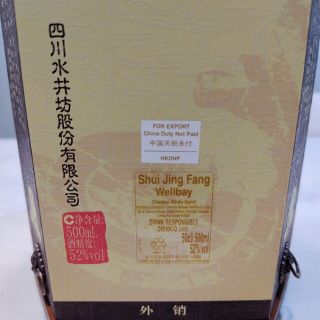 四川水井坊股份有限公司
FOR EXPORT
China Duty Not Paid
中国关税未付
HKDNP
Shui Jing Fang
Wellbay
Chinese White Spirit
DRINK RESPONSIBLY
DRINKiQ.com
50cl/500ml
52%vol
净含量:
500mL
酒精度:
52%vol
外销